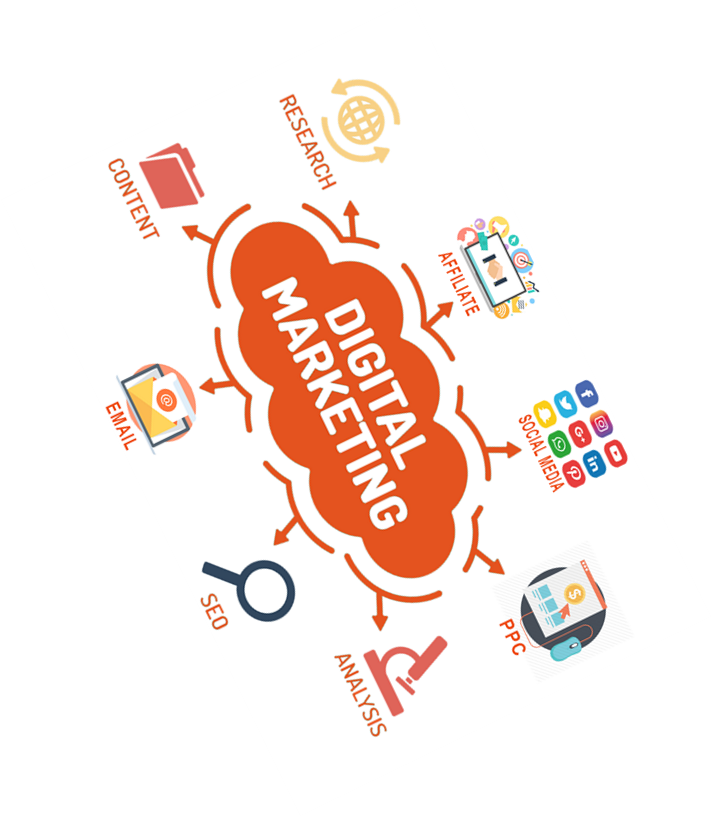 RESEARCH
CONTENT
AFFILIATE
DIGITAL
MARKETING
EMAIL
SOCIAL MEDIA
SEO
PPC
ANALYSIS